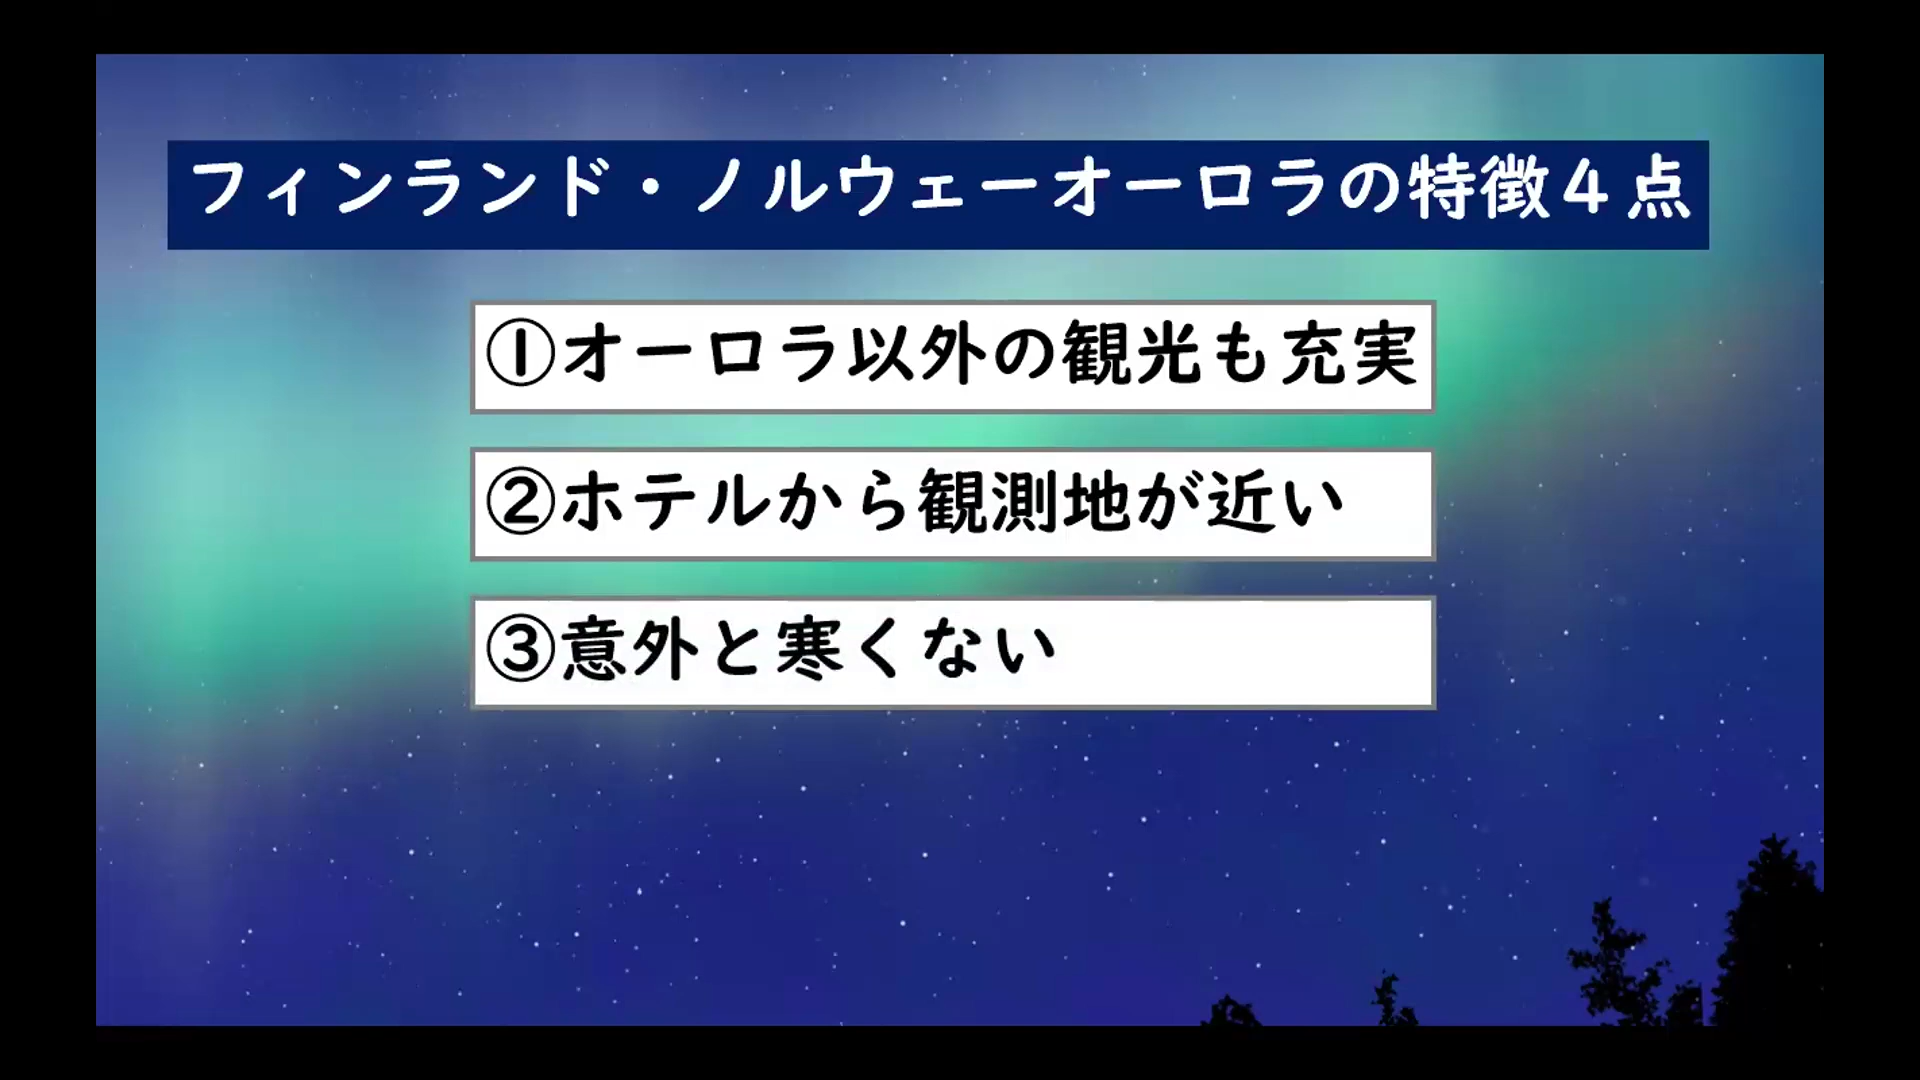 フィンランド・ノルウェーオーロラの特徴４点
①オーロラ以外の観光も充実
②ホテルから観測地が近い
③意外と寒くない